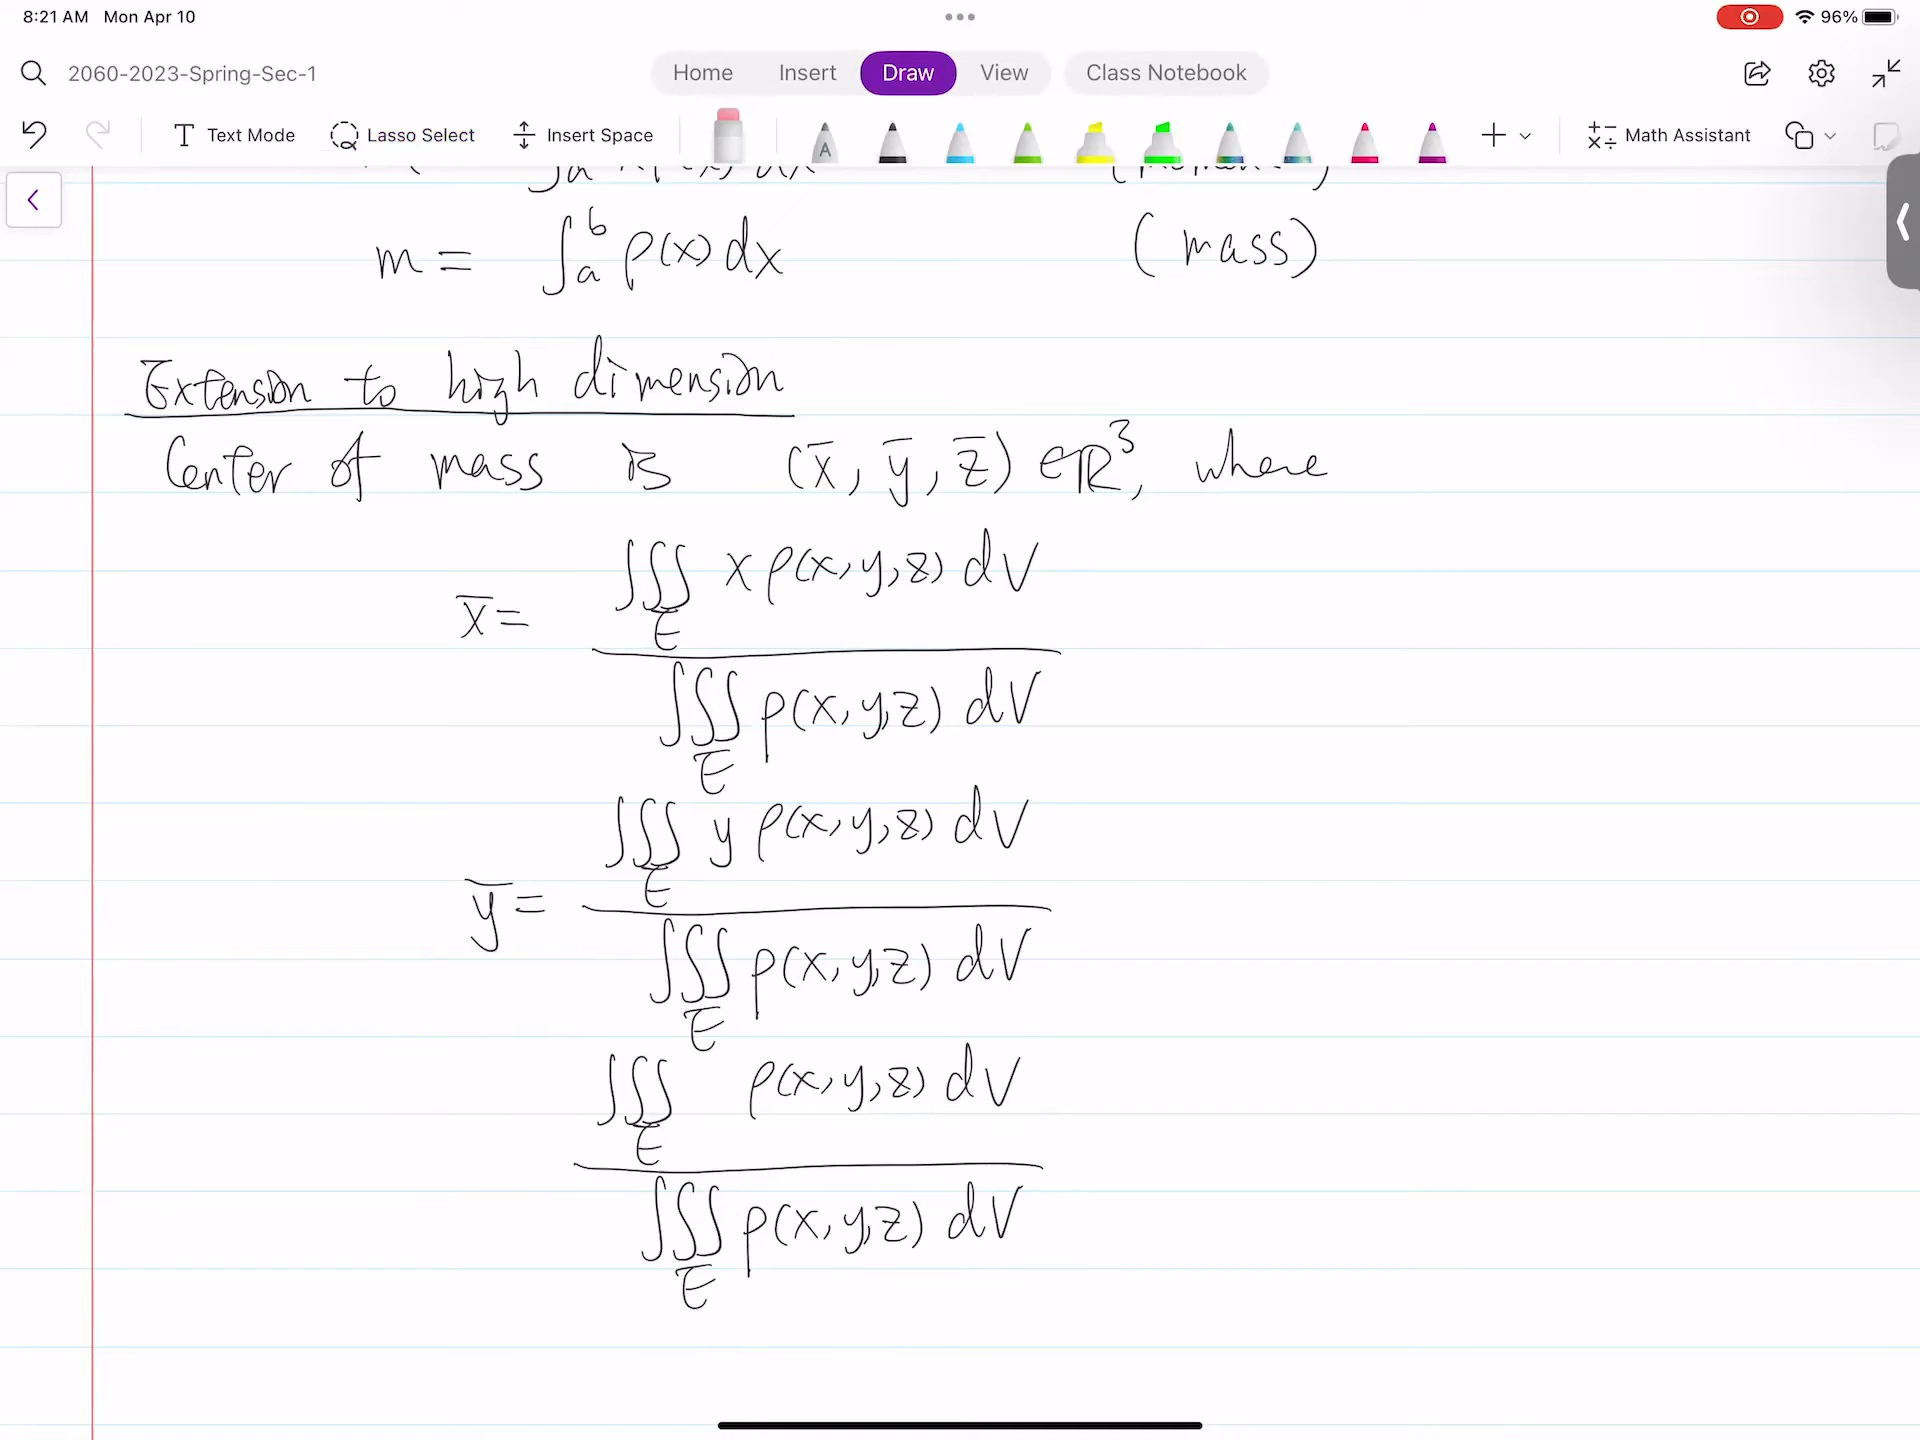 8:21 AM Mon Apr 10
96%
2060-2023-Spring-Sec-1
Home Insert Draw View Class Notebook
Text Mode Lasso Select Insert Space A Math Assistant
m = ∫_a^b ρ(x) dx (mass)
Extension to high dimension
Center of mass is (x̄, ȳ, z̄) ∈ ℝ³, where
∭_E x ρ(x,y,z) dV
x̄ =
∭_E ρ(x,y,z) dV
∭_E y ρ(x,y,z) dV
ȳ =
∭_E ρ(x,y,z) dV
∭_E ρ(x,y,z) dV
∭_E ρ(x,y,z) dV